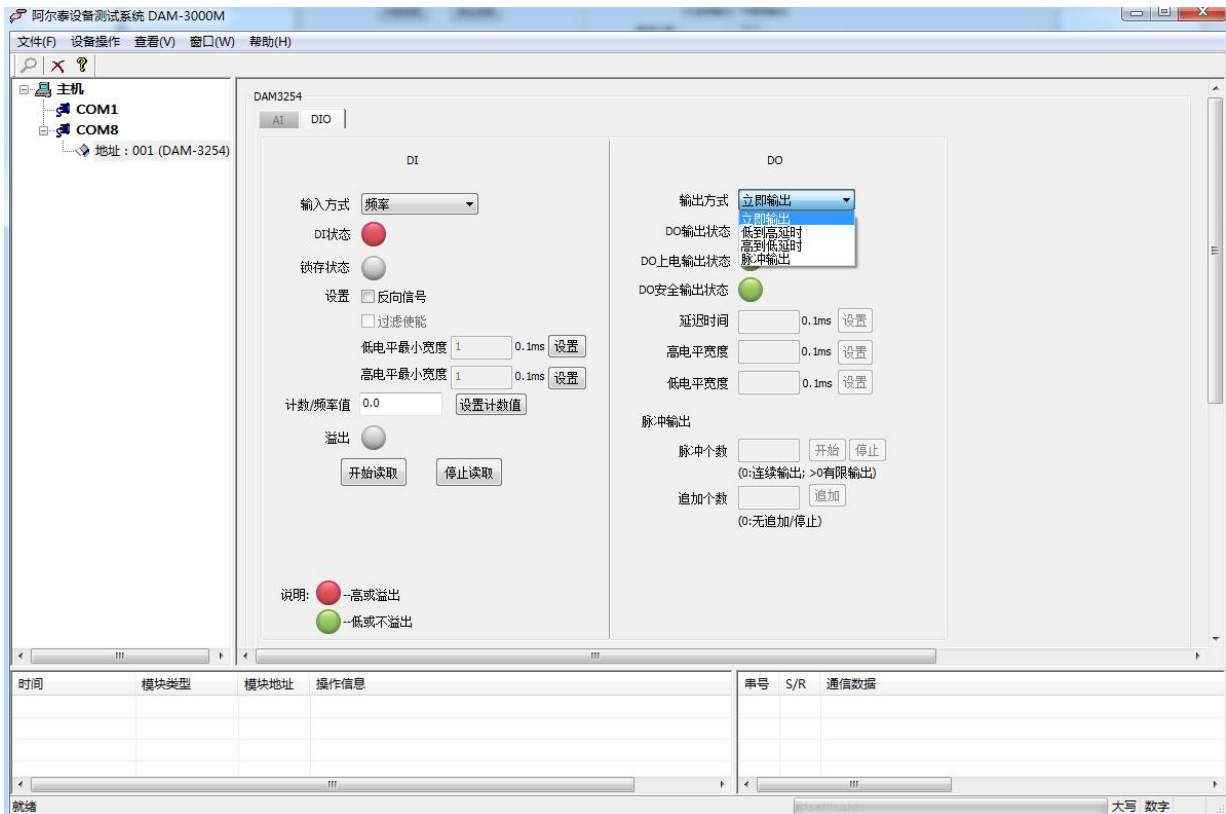 阿尔泰设备测试系统 DAM-3000M
文件(F) 设备操作 查看(V) 窗口(W) 帮助(H)
主机
COM1
COM8
地址：001 (DAM-3254)
DAM3254
AI DIO
DI
输入方式 频率
DI状态
锁存状态
设置 反向信号
过滤使能
低电平最小宽度 1 0.1ms 设置
高电平最小宽度 1 0.1ms 设置
计数/频率值 0.0 设置计数值
溢出
开始读取 停止读取
说明: --高或溢出
--低或不溢出
DO
输出方式 立即输出
立即输出
DO输出状态 低到高延时
高到低延时
DO上电输出状态 脉冲输出
DO安全输出状态
延迟时间 0.1ms 设置
高电平宽度 0.1ms 设置
低电平宽度 0.1ms 设置
脉冲输出
脉冲个数 开始 停止
(0:连续输出; >0有限输出)
追加个数 追加
(0:无追加/停止)
时间 模块类型 模块地址 操作信息
串号 S/R 通信数据
就绪
大写 数字